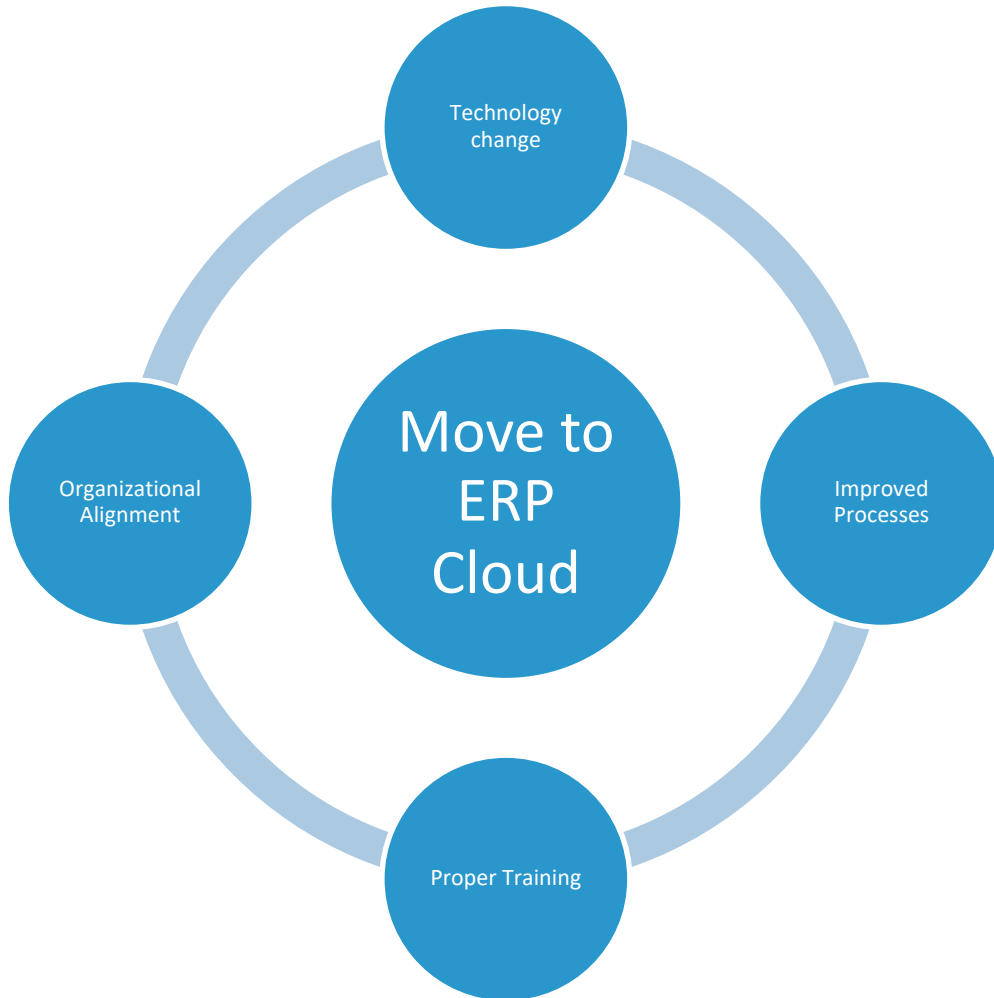 Technology
change
Organizational
Alignment
Move to
ERP
Cloud
Improved
Processes
Proper Training